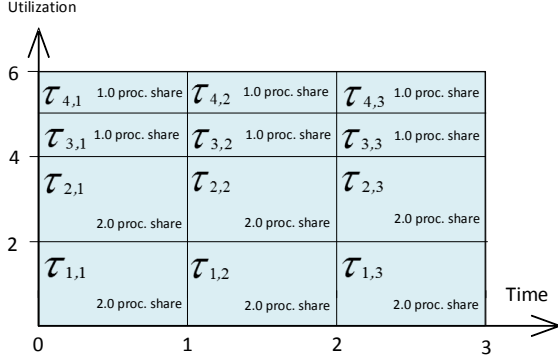 Utilization
6
τ4,1 1.0 proc. share τ4,2 1.0 proc. share τ4,3 1.0 proc. share
τ3,1 1.0 proc. share τ3,2 1.0 proc. share τ3,3 1.0 proc. share
4
τ2,1 τ2,2 τ2,3
2.0 proc. share 2.0 proc. share 2.0 proc. share
2
τ1,1 τ1,2 τ1,3
Time
2.0 proc. share 2.0 proc. share 2.0 proc. share
0 1 2 3